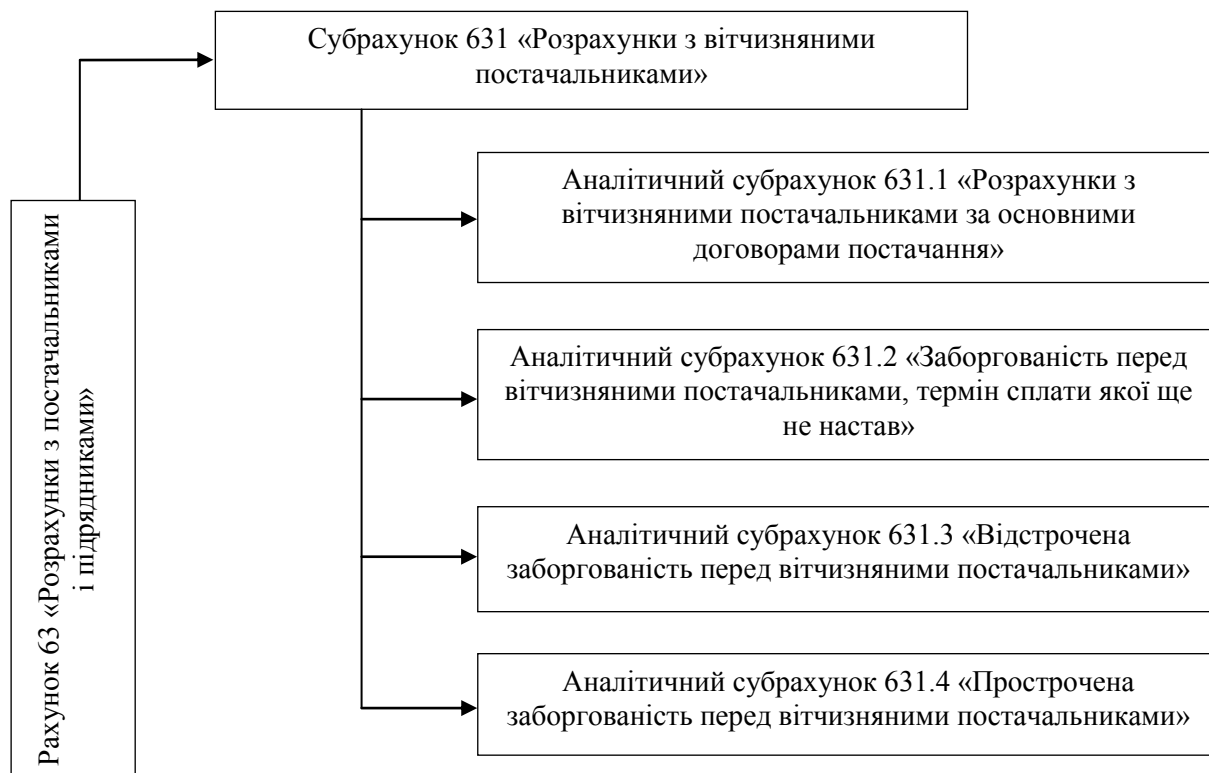 Субрахунок 631 «Розрахунки з вітчизняними
постачальниками»
Рахунок 63 «Розрахунки з постачальниками
і підрядниками»
Аналітичний субрахунок 631.1 «Розрахунки з
вітчизняними постачальниками за основними
договорами постачання»
Аналітичний субрахунок 631.2 «Заборгованість перед
вітчизняними постачальниками, термін сплати якої ще
не настав»
Аналітичний субрахунок 631.3 «Відстрочена
заборгованість перед вітчизняними постачальниками»
Аналітичний субрахунок 631.4 «Прострочена
заборгованість перед вітчизняними постачальниками»